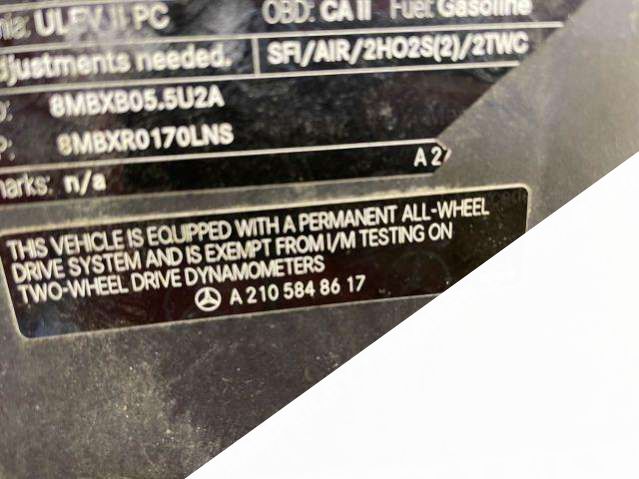 ULEV II PC OBD: CA II Fuel: Gasoline
djustments needed. SFI/AIR/2HO2S(2)/2TWC
8MBXB05.5U2A
8MBXR0170LNS
A 2
arks: n/a
THIS VEHICLE IS EQUIPPED WITH A PERMANENT ALL-WHEEL
DRIVE SYSTEM AND IS EXEMPT FROM I/M TESTING ON
TWO-WHEEL DRIVE DYNAMOMETERS
A 210 584 86 17